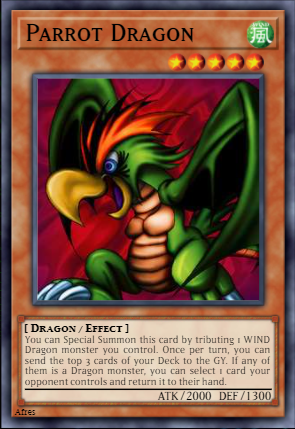 Parrot Dragon
WIND
風
[ Dragon / Effect ]
You can Special Summon this card by tributing 1 WIND
Dragon monster you control. Once per turn, you can
send the top 3 cards of your Deck to the GY. If any of
them is a Dragon monster, you can select 1 card your
opponent controls and return it to their hand.
ATK/2000 DEF/1300
Afres